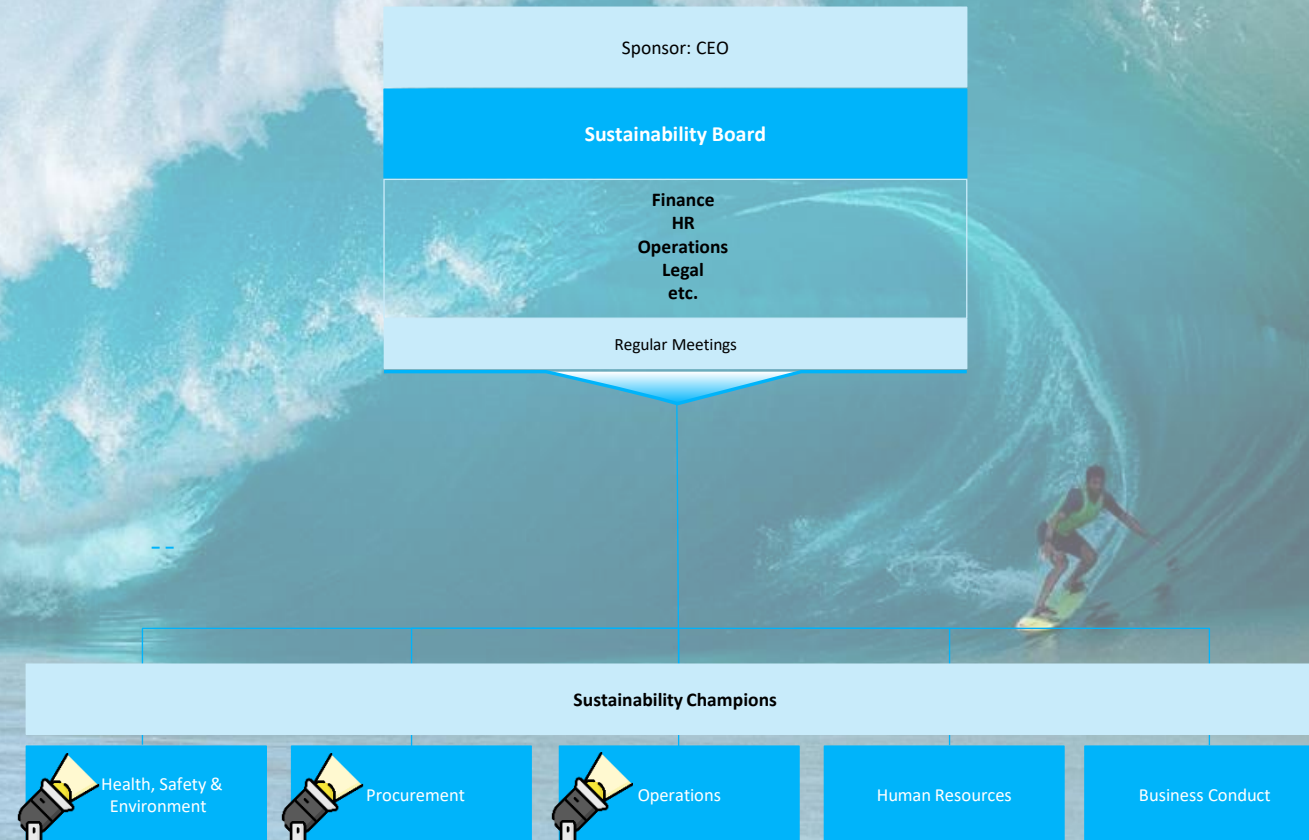 Sponsor: CEO
Sustainability Board
Finance
HR
Operations
Legal
etc.
Regular Meetings
Sustainability Champions
Health, Safety &
Environment
Procurement
Operations
Human Resources
Business Conduct